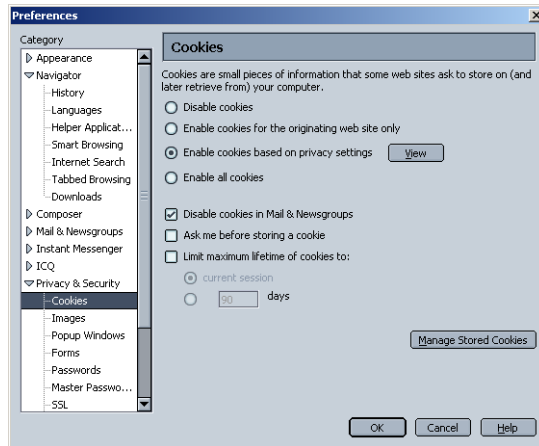 Preferences
Category
Appearance
Navigator
History
Languages
Helper Applicat...
Smart Browsing
Internet Search
Tabbed Browsing
Downloads
Composer
Mail & Newsgroups
Instant Messenger
ICQ
Privacy & Security
Cookies
Images
Popup Windows
Forms
Passwords
Master Passwo...
SSL
Cookies
Cookies are small pieces of information that some web sites ask to store on (and
later retrieve from) your computer.
Disable cookies
Enable cookies for the originating web site only
Enable cookies based on privacy settings View
Enable all cookies
Disable cookies in Mail & Newsgroups
Ask me before storing a cookie
Limit maximum lifetime of cookies to:
current session
90 days
Manage Stored Cookies
OK Cancel Help